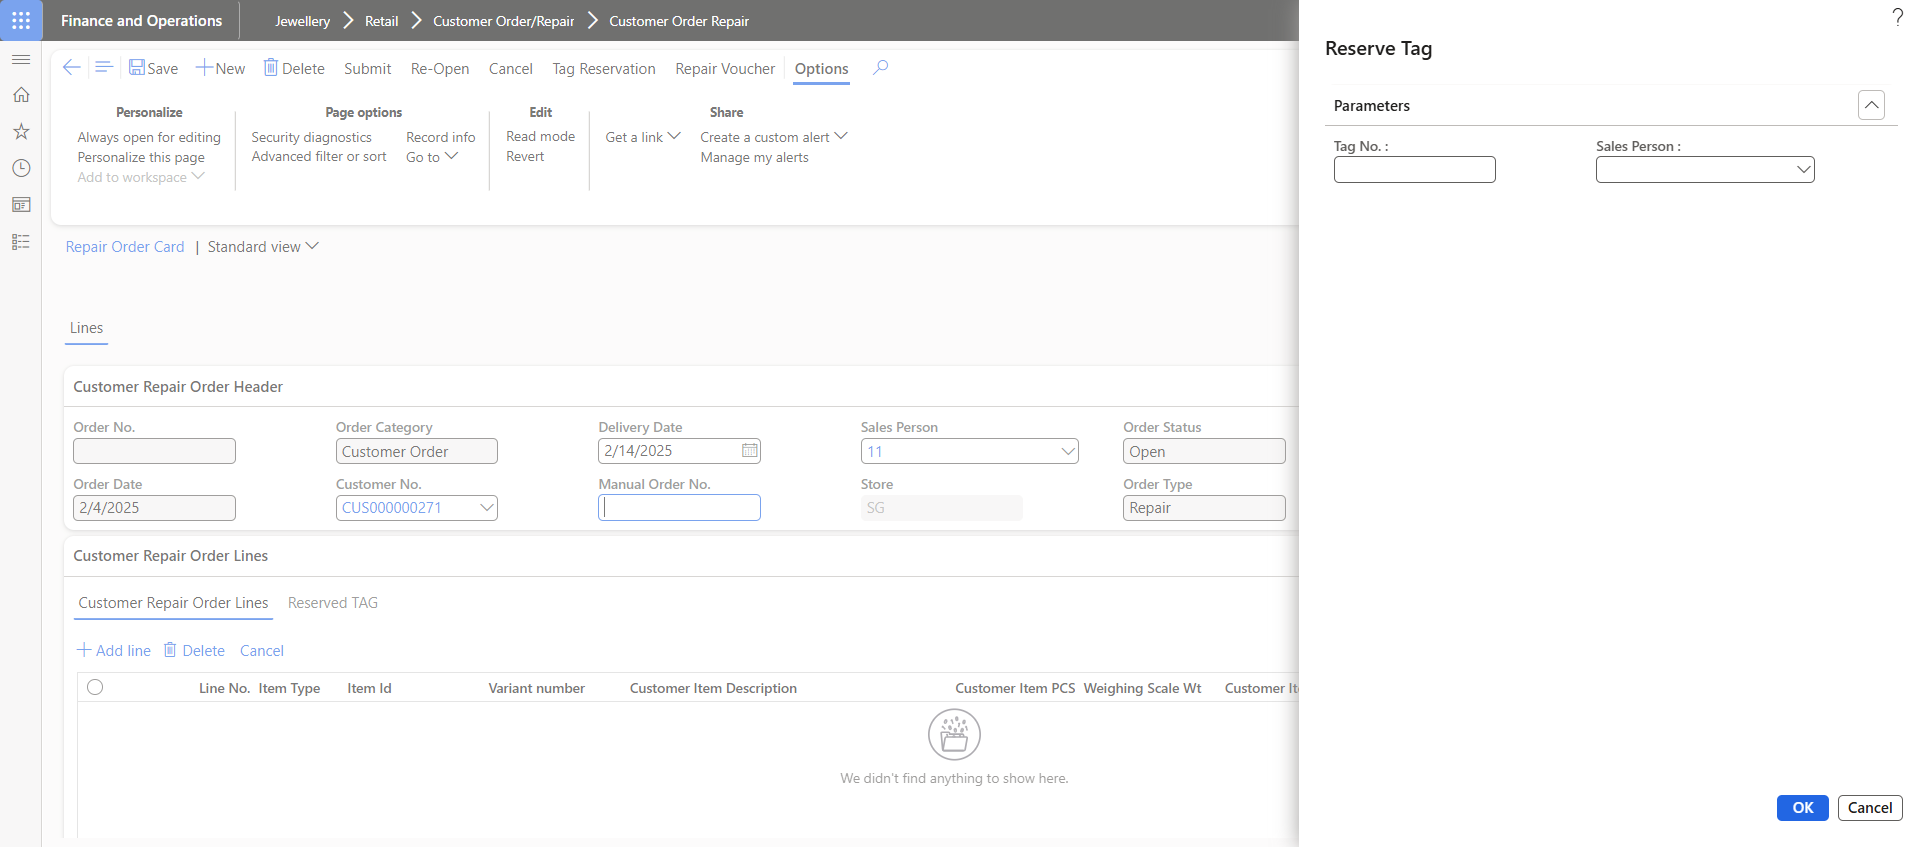 Finance and Operations
Jewellery Retail Customer Order/Repair Customer Order Repair
?
Reserve Tag
Save New Delete Submit Re-Open Cancel Tag Reservation Repair Voucher Options
Personalize
Always open for editing
Personalize this page
Add to workspace
Page options
Security diagnostics
Advanced filter or sort
Record info
Go to
Edit
Read mode
Revert
Share
Get a link
Create a custom alert
Manage my alerts
Parameters
Tag No. :
Sales Person :
Repair Order Card | Standard view
Lines
Customer Repair Order Header
Order No. Order Category Delivery Date Sales Person Order Status
Customer Order 2/14/2025 11 Open
Order Date Customer No. Manual Order No. Store Order Type
2/4/2025 CUS000000271 SG Repair
Customer Repair Order Lines
Customer Repair Order Lines Reserved TAG
Add line Delete Cancel
Line No. Item Type Item Id Variant number Customer Item Description Customer Item PCS Weighing Scale Wt Customer It
We didn't find anything to show here.
OK Cancel